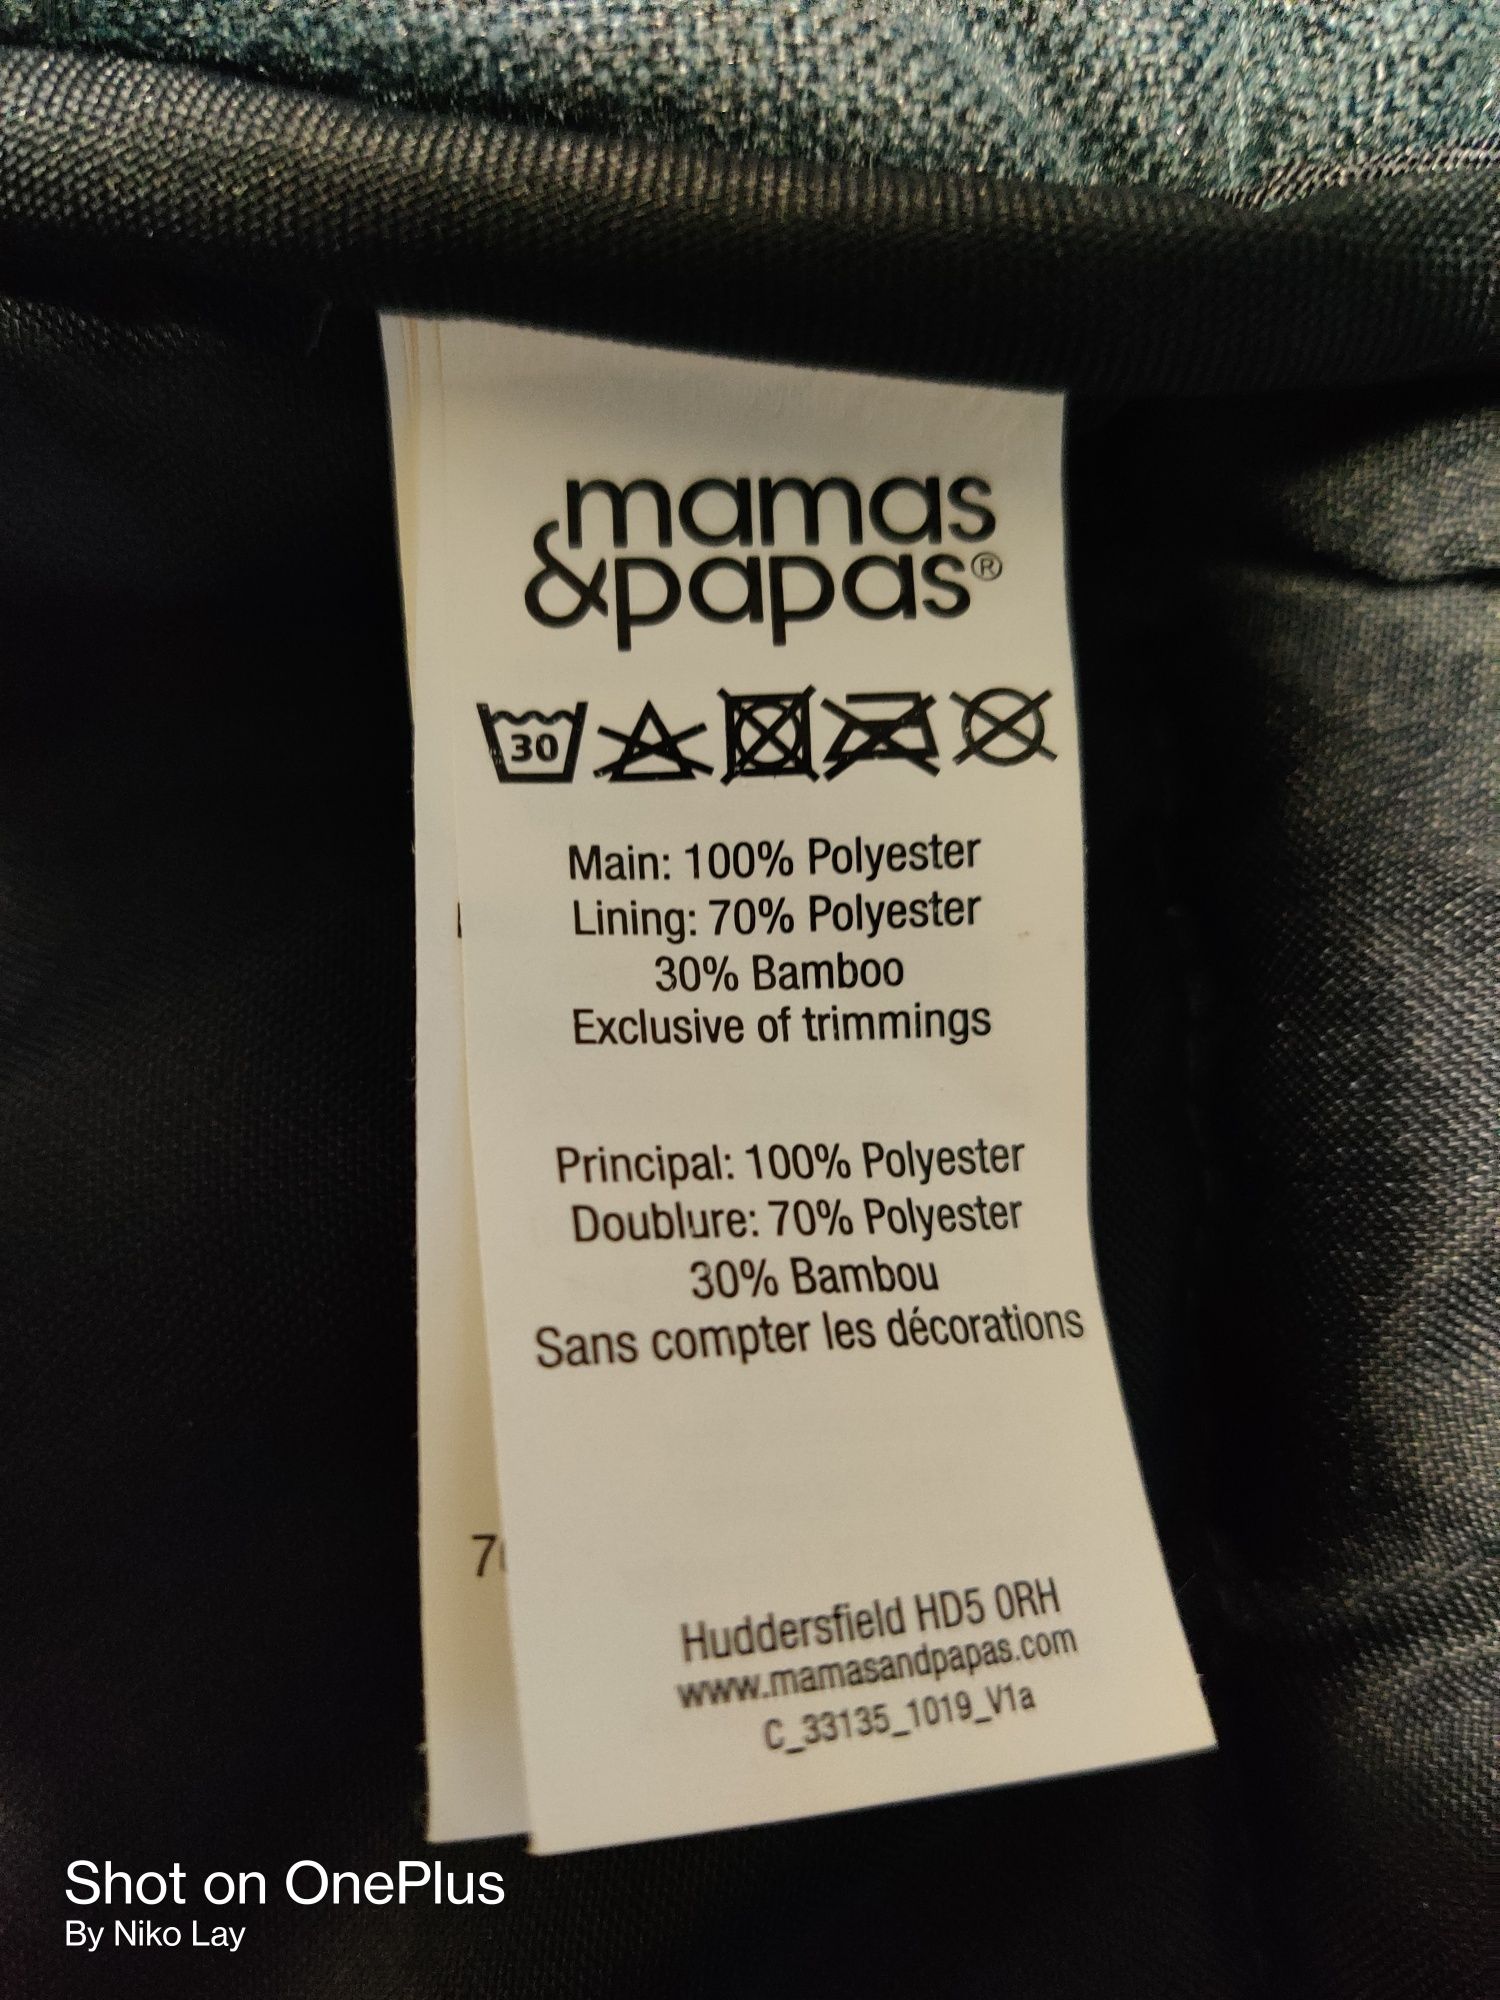 mamas
&papas®
30
Main: 100% Polyester
Lining: 70% Polyester
30% Bamboo
Exclusive of trimmings
Principal: 100% Polyester
Doublure: 70% Polyester
30% Bambou
Sans compter les décorations
7
Huddersfield HD5 0RH
www.mamasandpapas.com
C_33135_1019_V1a
Shot on OnePlus
By Niko Lay